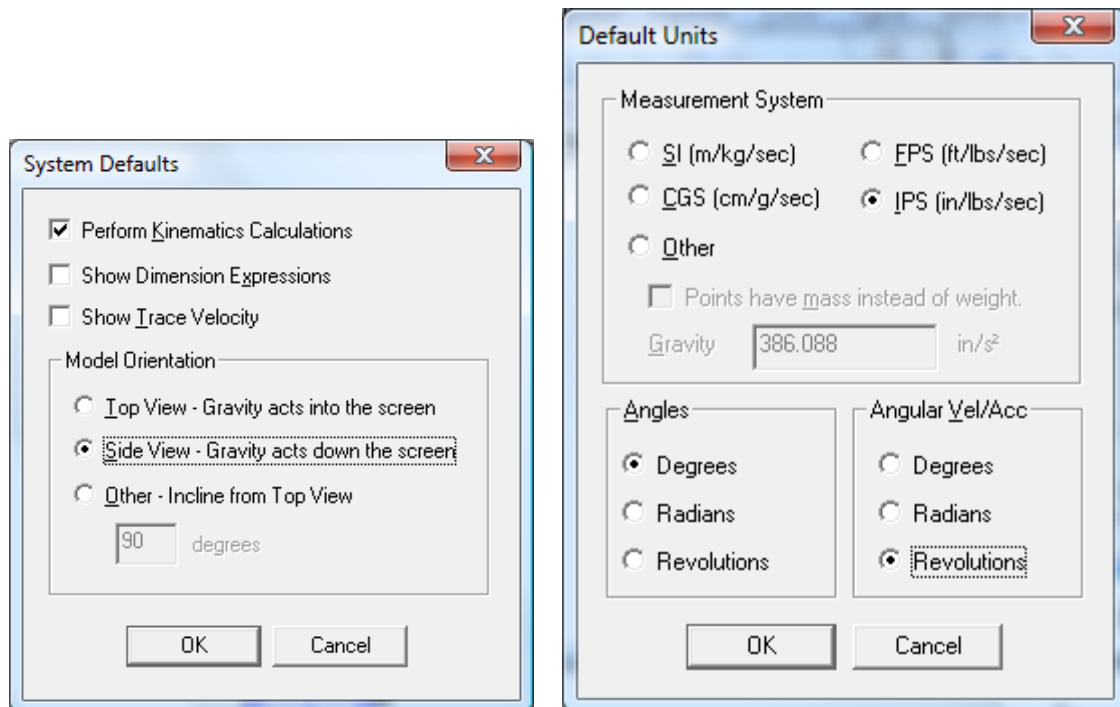 System Defaults
Perform Kinematics Calculations
Show Dimension Expressions
Show Trace Velocity
Model Orientation
Top View - Gravity acts into the screen
Side View - Gravity acts down the screen
Other - Incline from Top View
90 degrees
OK Cancel
Default Units
Measurement System
SI (m/kg/sec) FPS (ft/lbs/sec)
CGS (cm/g/sec) IPS (in/lbs/sec)
Other
Points have mass instead of weight.
Gravity 386.088 in/s²
Angles
Degrees
Radians
Revolutions
Angular Vel/Acc
Degrees
Radians
Revolutions
OK Cancel